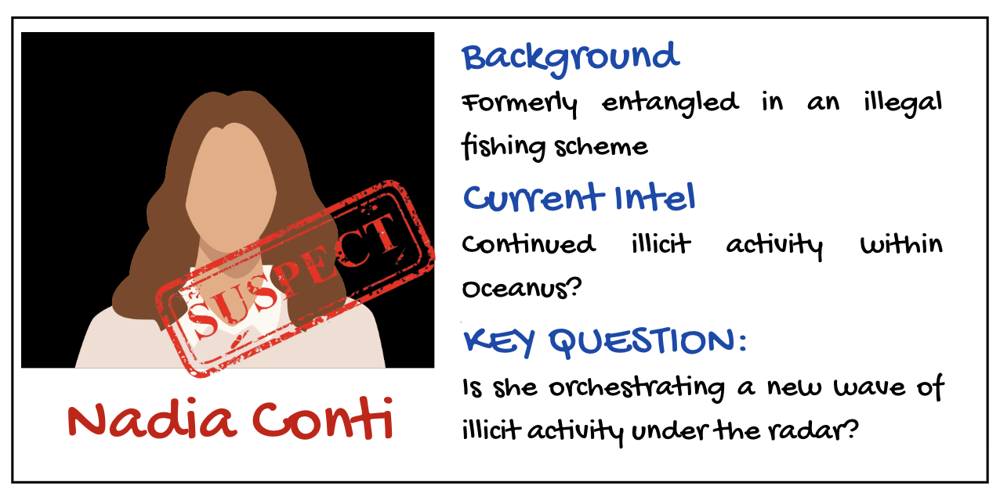 Background
Formerly entangled in an illegal
fishing scheme
Current Intel
Continued illicit activity within
Oceanus?
KEY QUESTION:
Is she orchestrating a new wave of
illicit activity under the radar?
SUSPECT
Nadia Conti